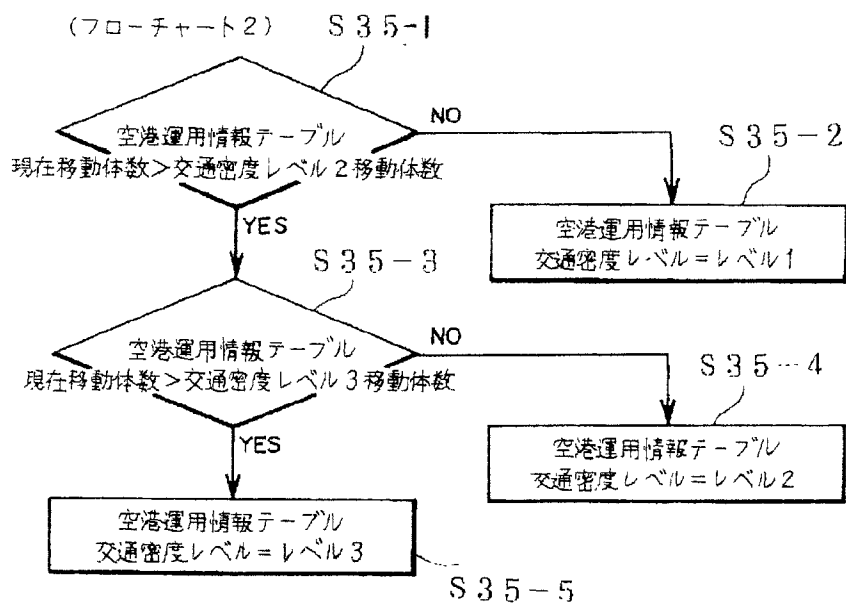 (フローチャート2)
S35-1
空港運用情報テーブル
現在移動体数>交通密度レベル2移動体数
NO
S35-2
空港運用情報テーブル
交通密度レベル=レベル1
YES
S35-3
空港運用情報テーブル
現在移動体数>交通密度レベル3移動体数
NO
S35-4
空港運用情報テーブル
交通密度レベル=レベル2
YES
空港運用情報テーブル
交通密度レベル=レベル3
S35-5